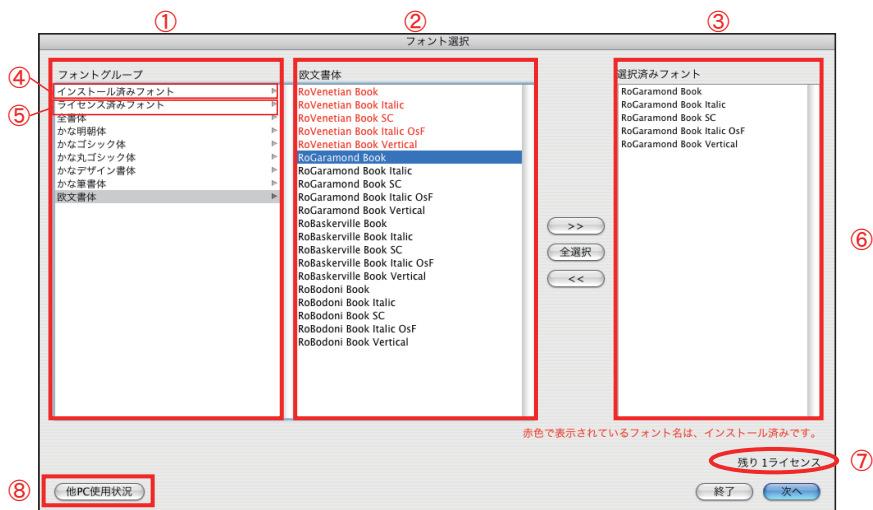 ① ② ③
フォント選択
④
⑤
フォントグループ
インストール済みフォント
ライセンス済みフォント
全書体
かな明朝体
かなゴシック体
かな丸ゴシック体
かなデザイン書体
かな筆書体
欧文書体
欧文書体
RoVenetian Book
RoVenetian Book Italic
RoVenetian Book SC
RoVenetian Book Italic OsF
RoVenetian Book Vertical
RoGaramond Book
RoGaramond Book Italic
RoGaramond Book SC
RoGaramond Book Italic OsF
RoGaramond Book Vertical
RoBaskerville Book
RoBaskerville Book Italic
RoBaskerville Book SC
RoBaskerville Book Italic OsF
RoBaskerville Book Vertical
RoBodoni Book
RoBodoni Book Italic
RoBodoni Book SC
RoBodoni Book Italic OsF
RoBodoni Book Vertical
>>
全選択
<<
選択済みフォント
RoGaramond Book
RoGaramond Book Italic
RoGaramond Book SC
RoGaramond Book Italic OsF
RoGaramond Book Vertical
⑥
赤色で表示されているフォント名は、インストール済みです。
残り 1ライセンス ⑦
⑧ 他PC使用状況 終了 次へ